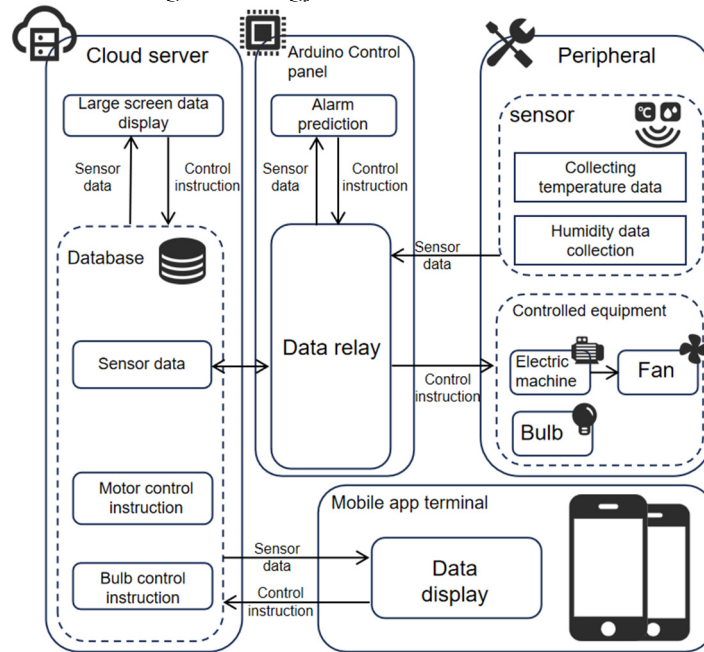 Cloud server
Large screen data
display
Sensor
data
Control
instruction
Database
Sensor data
Motor control
instruction
Bulb control
instruction
Arduino Control
panel
Alarm
prediction
Sensor
data
Control
instruction
Data relay
Sensor
data
Control
instruction
Peripheral
sensor
°C
Collecting
temperature data
Humidity data
collection
Controlled equipment
Electric
machine
Fan
Bulb
Mobile app terminal
Sensor
data
Control
instruction
Data
display